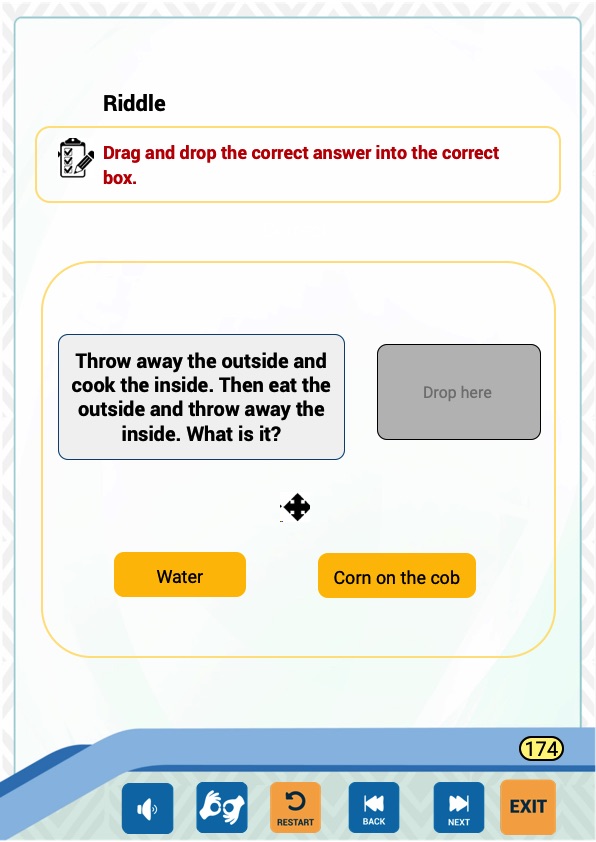 Riddle
Drag and drop the correct answer into the correct
box.
Throw away the outside and
cook the inside. Then eat the
outside and throw away the
inside. What is it?
Drop here
Water
Corn on the cob
174
RESTART
BACK
NEXT
EXIT